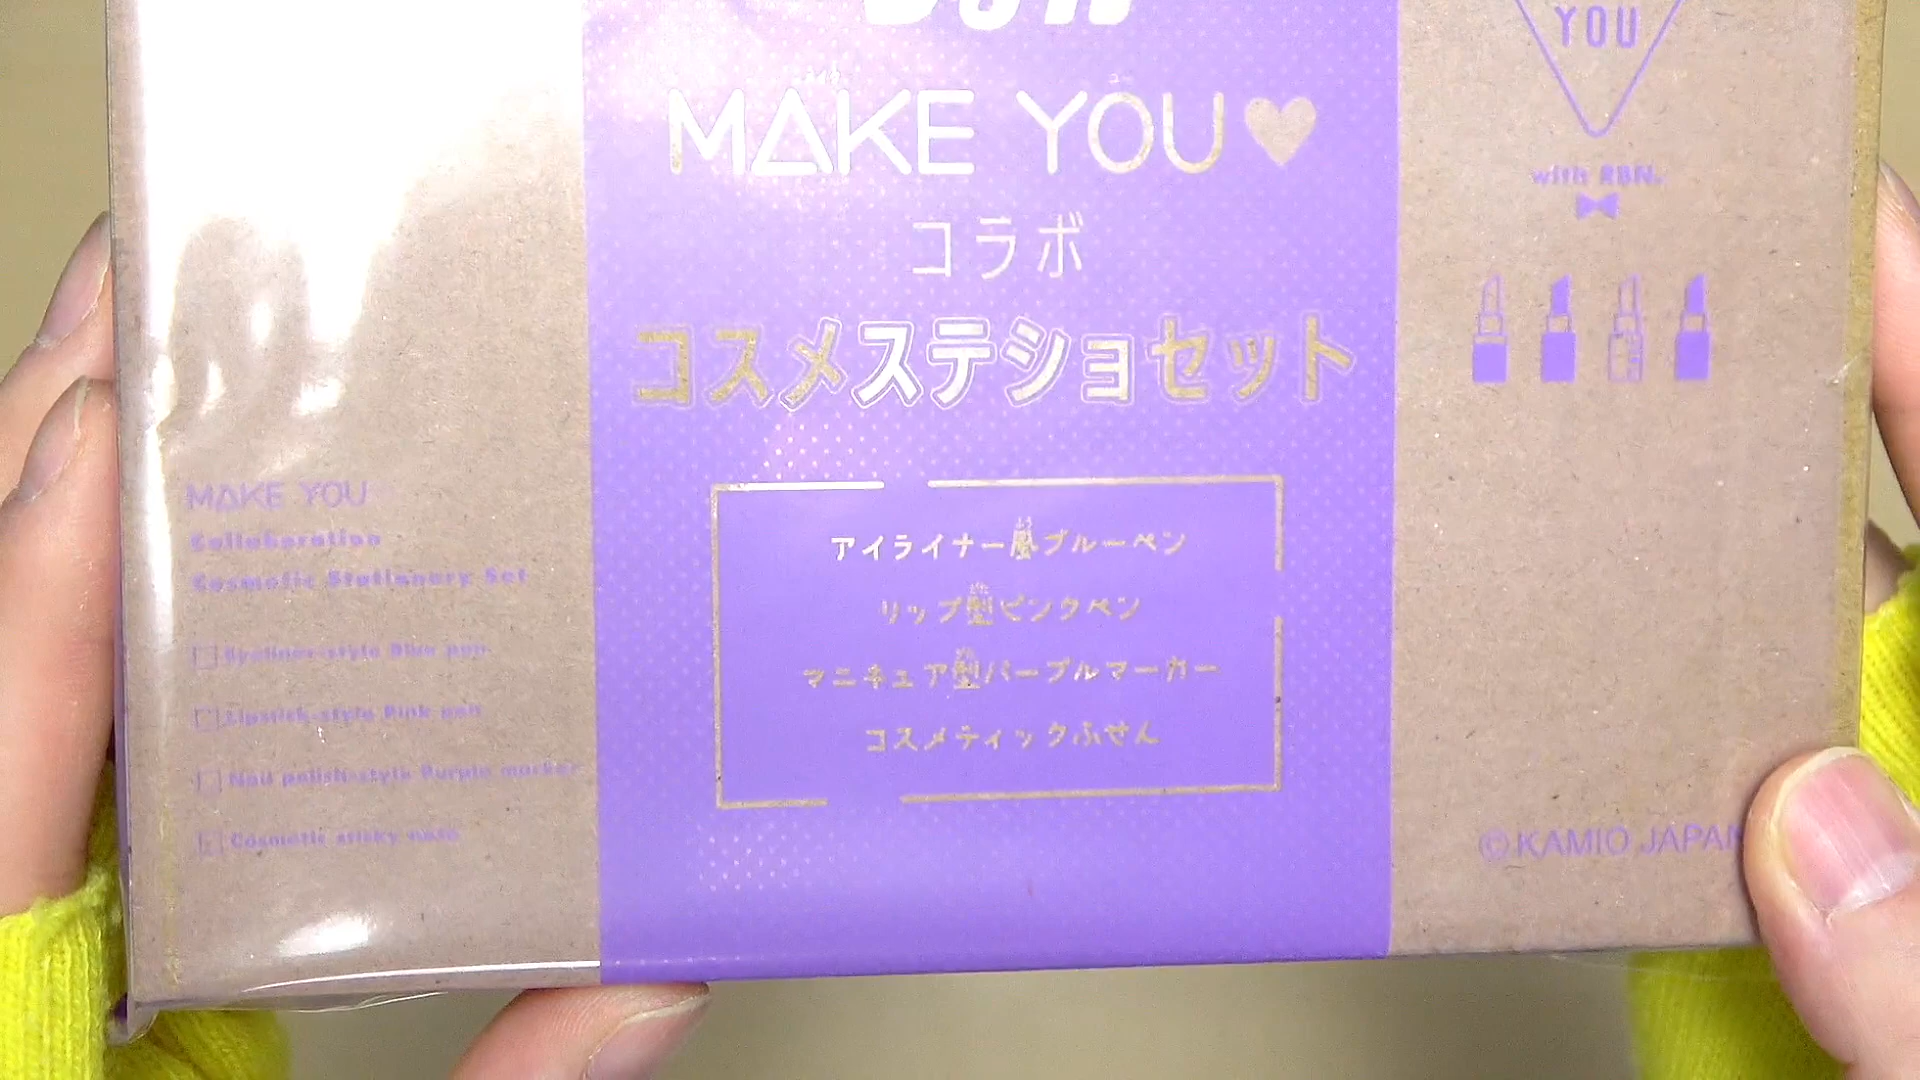 MAKE YOU♥
コラボ
コスメステショセット
アイライナー風ブルーペン
リップ型ピンクペン
マニキュア型パープルマーカー
コスメティックふせん
MAKE YOU
Collaboration
Cosmetic Stationery Set
Eyeliner-style Blue pen
Lipstick-style Pink pen
Nail polish-style Purple marker
Cosmetic sticky note
YOU
with RBN.
©KAMIO JAPAN